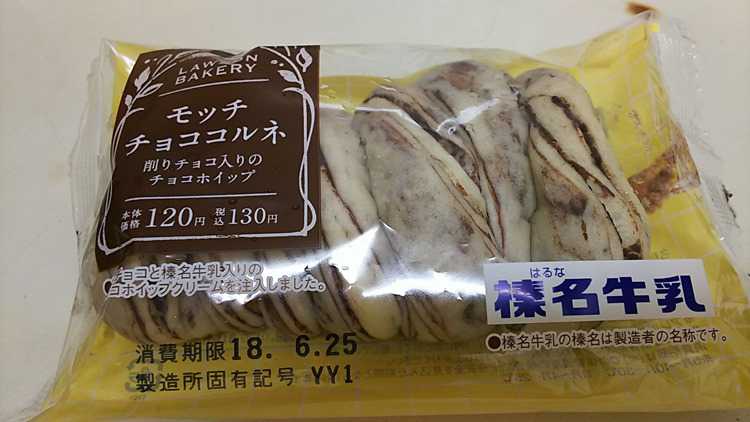 LAWSON
BAKERY
モッチ
チョココルネ
削りチョコ入りの
チョコホイップ
本体価格120円 税込130円
チョコと榛名牛乳入りの
コホイップクリームを注入しました。
はるな
榛名牛乳
●榛名牛乳の榛名は製造者の名称です。
消費期限18. 6.25
製造所固有記号 YY1